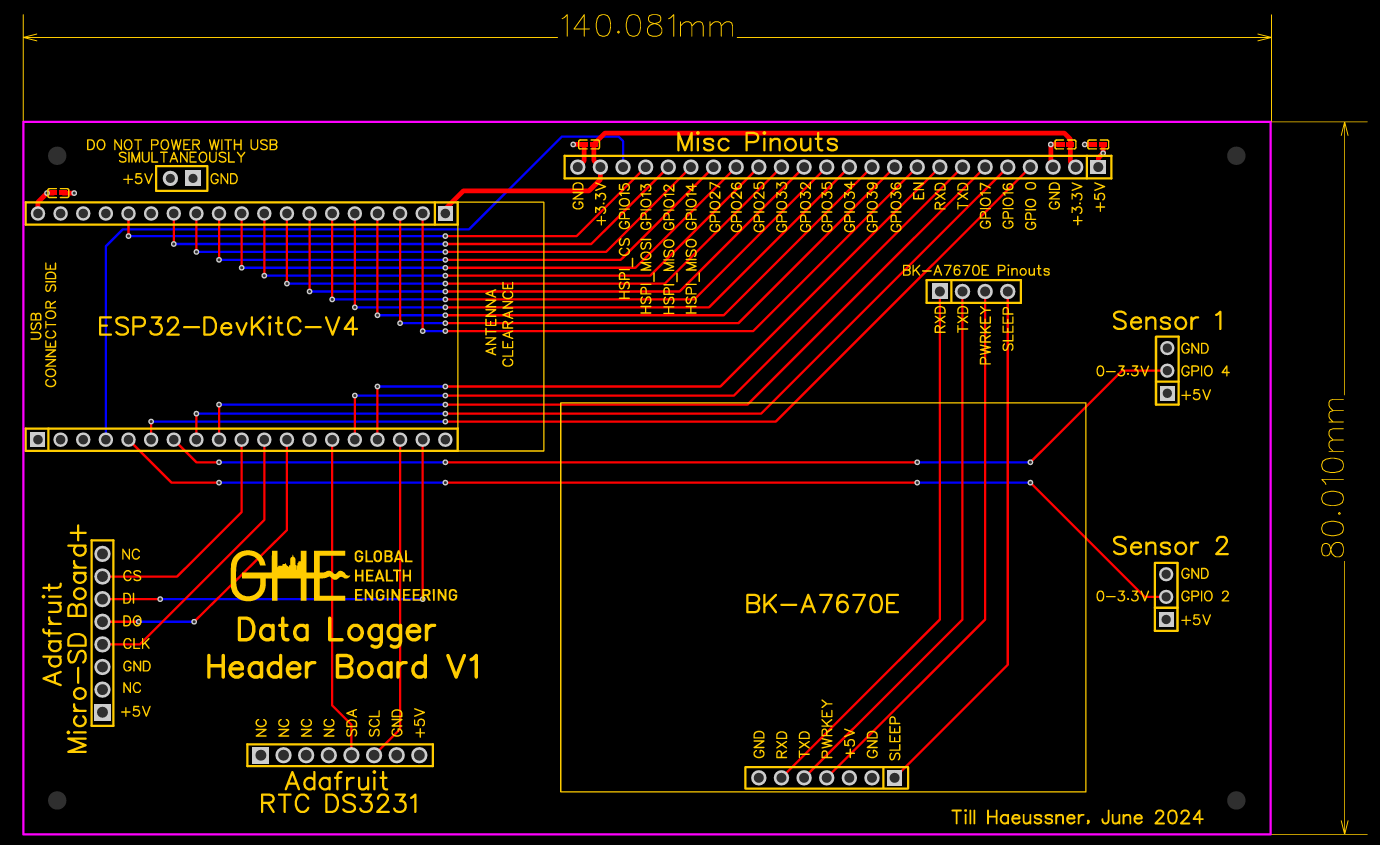 140.081mm
DO NOT POWER WITH USB
SIMULTANEOUSLY
+5V
GND
Misc Pinouts
GND
+3.3V
HSPI_CS GPIO15
HSPI_MOSI GPIO13
HSPI_MISO GPIO12
HSPI_MISO GPIO14
GPIO27
GPIO26
GPIO25
GPIO33
GPIO32
GPIO35
GPIO34
GPIO39
GPIO36
EN
RXD
TXD
GPIO17
GPIO16
GPIO 0
GND
+3.3V
+5V
USB
CONNECTOR SIDE
ESP32-DevKitC-V4
ANTENNA
CLEARANCE
BK-A7670E Pinouts
RXD
TXD
PWRKEY
SLEEP
Sensor 1
GND
0-3.3V
GPIO 4
+5V
80.010mm
Sensor 2
GND
0-3.3V
GPIO 2
+5V
Adafruit
Micro-SD Board+
NC
CS
DI
DO
CLK
GND
NC
+5V
GHE
GLOBAL
HEALTH
ENGINEERING
Data Logger
Header Board V1
BK-A7670E
NC
NC
NC
NC
SDA
SCL
GND
+5V
Adafruit
RTC DS3231
GND
RXD
TXD
PWRKEY
+5V
GND
SLEEP
Till Haeussner, June 2024